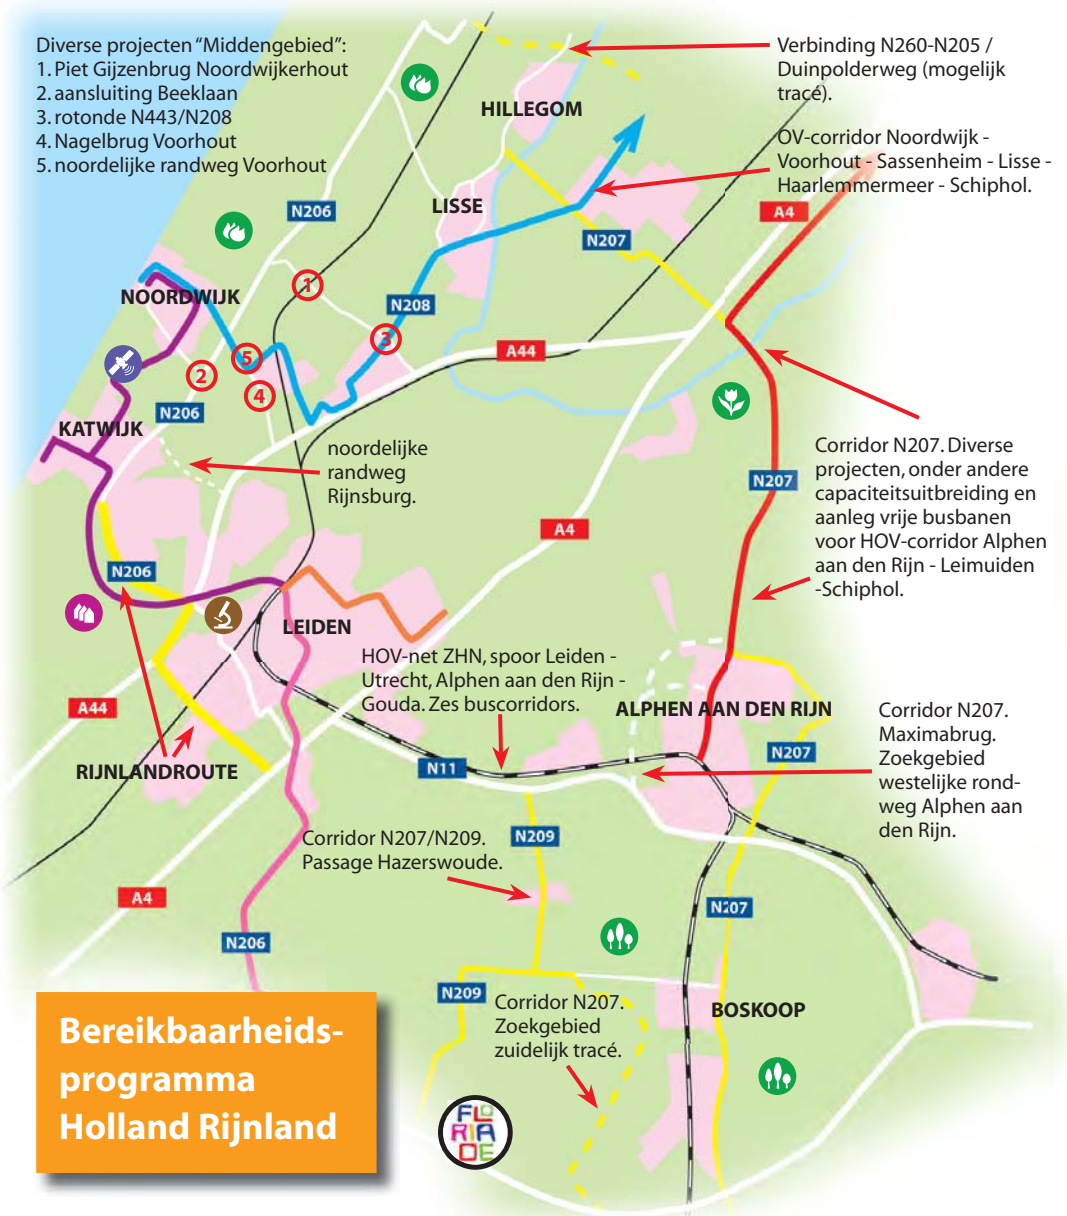 Diverse projecten “Middengebied”:
1. Piet Gijzenbrug Noordwijkerhout
2. aansluiting Beeklaan
3. rotonde N443/N208
4. Nagelbrug Voorhout
5. noordelijke randweg Voorhout
Verbinding N260-N205 /
Duinpolderweg (mogelijk
tracé).
HILLEGOM
OV-corridor Noordwijk -
Voorhout - Sassenheim - Lisse -
Haarlemmermeer - Schiphol.
LISSE
N206
A4
N207
NOORDWIJK
1
N208
3
A44
5
2
4
N206
KATWIJK
noordelijke
randweg
Rijnsburg.
Corridor N207. Diverse
projecten, onder andere
capaciteitsuitbreiding en
aanleg vrije busbanen
voor HOV-corridor Alphen
aan den Rijn - Leimuiden
-Schiphol.
N207
A4
N206
LEIDEN
HOV-net ZHN, spoor Leiden -
Utrecht, Alphen aan den Rijn -
Gouda. Zes buscorridors.
A44
ALPHEN AAN DEN RIJN
Corridor N207.
Maximabrug.
Zoekgebied
westelijke rond-
weg Alphen aan
den Rijn.
RIJNLANDROUTE
N11
N207
Corridor N207/N209.
Passage Hazerswoude.
N209
A4
N207
N206
N209
Corridor N207.
Zoekgebied
zuidelijk tracé.
BOSKOOP
Bereikbaarheids-
programma
Holland Rijnland
FLO
RIA
DE